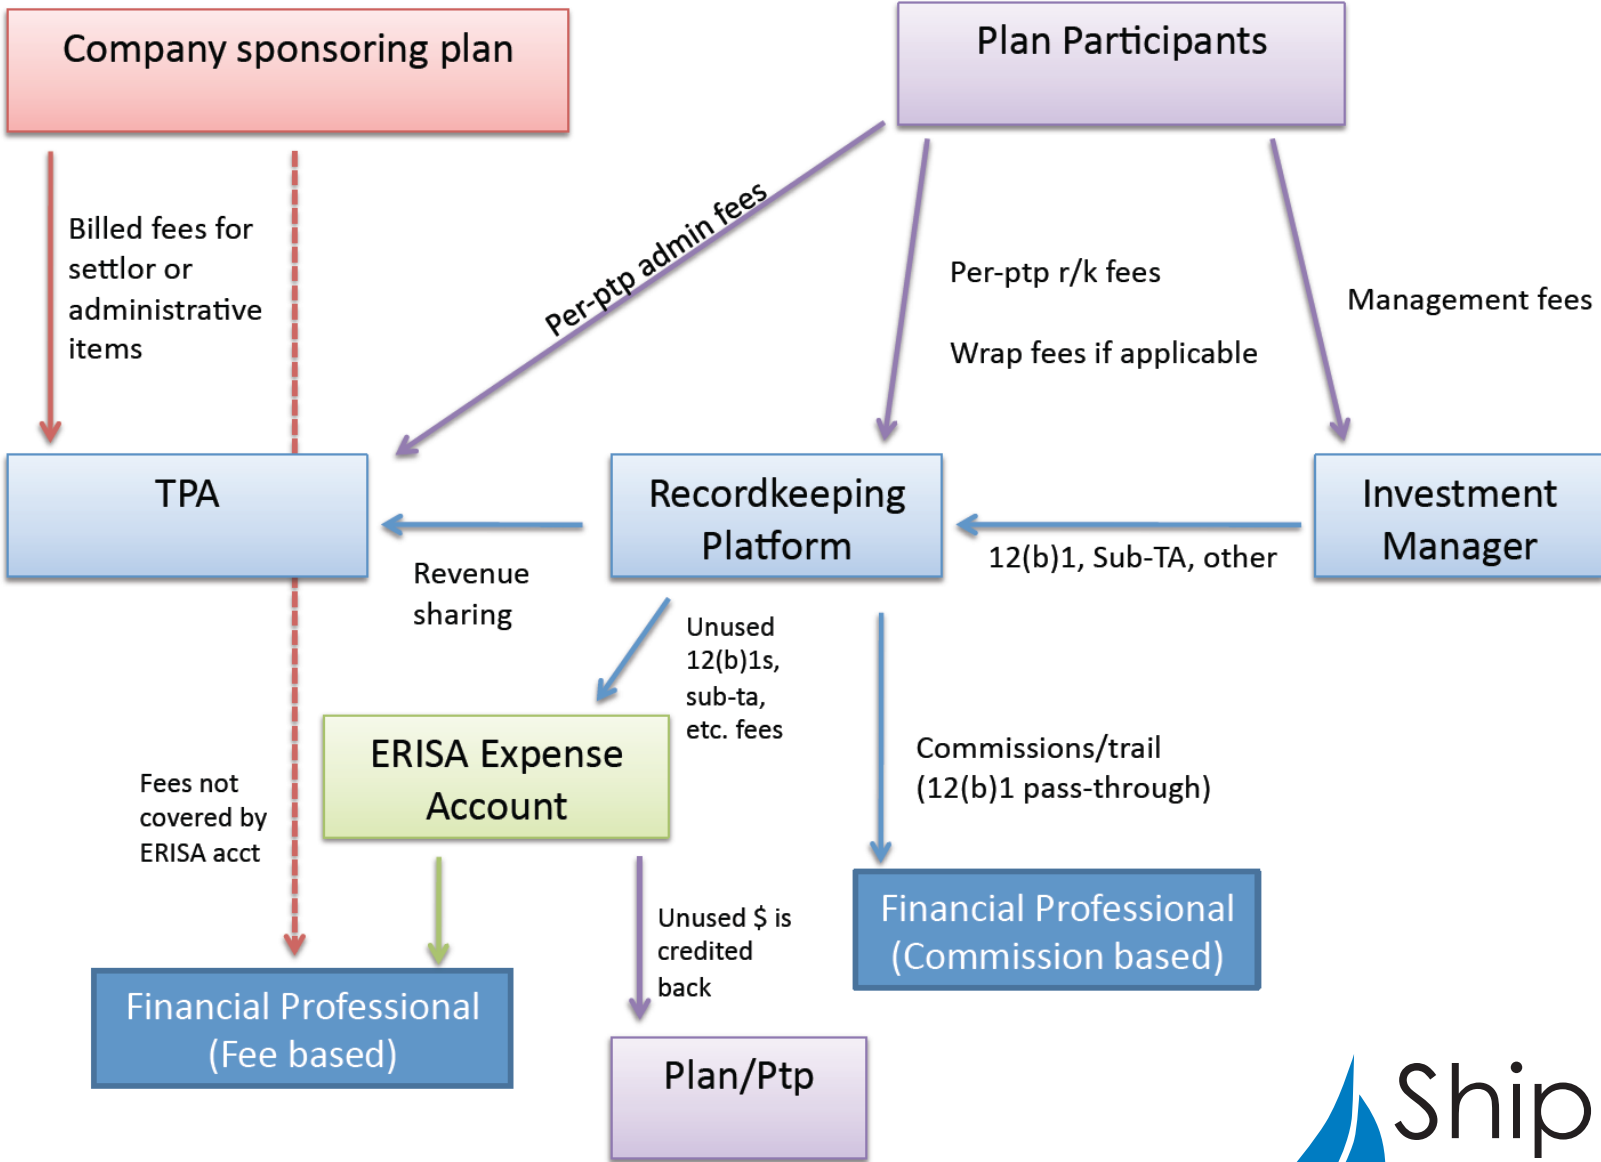 Company sponsoring plan
Plan Participants
Billed fees for
settlor or
administrative
items
Per-ptp admin fees
Per-ptp r/k fees
Wrap fees if applicable
Management fees
TPA
Recordkeeping
Platform
Investment
Manager
Revenue
sharing
12(b)1, Sub-TA, other
Unused
12(b)1s,
sub-ta,
etc. fees
ERISA Expense
Account
Commissions/trail
(12(b)1 pass-through)
Fees not
covered by
ERISA acct
Unused $ is
credited
back
Financial Professional
(Commission based)
Financial Professional
(Fee based)
Plan/Ptp
Ship